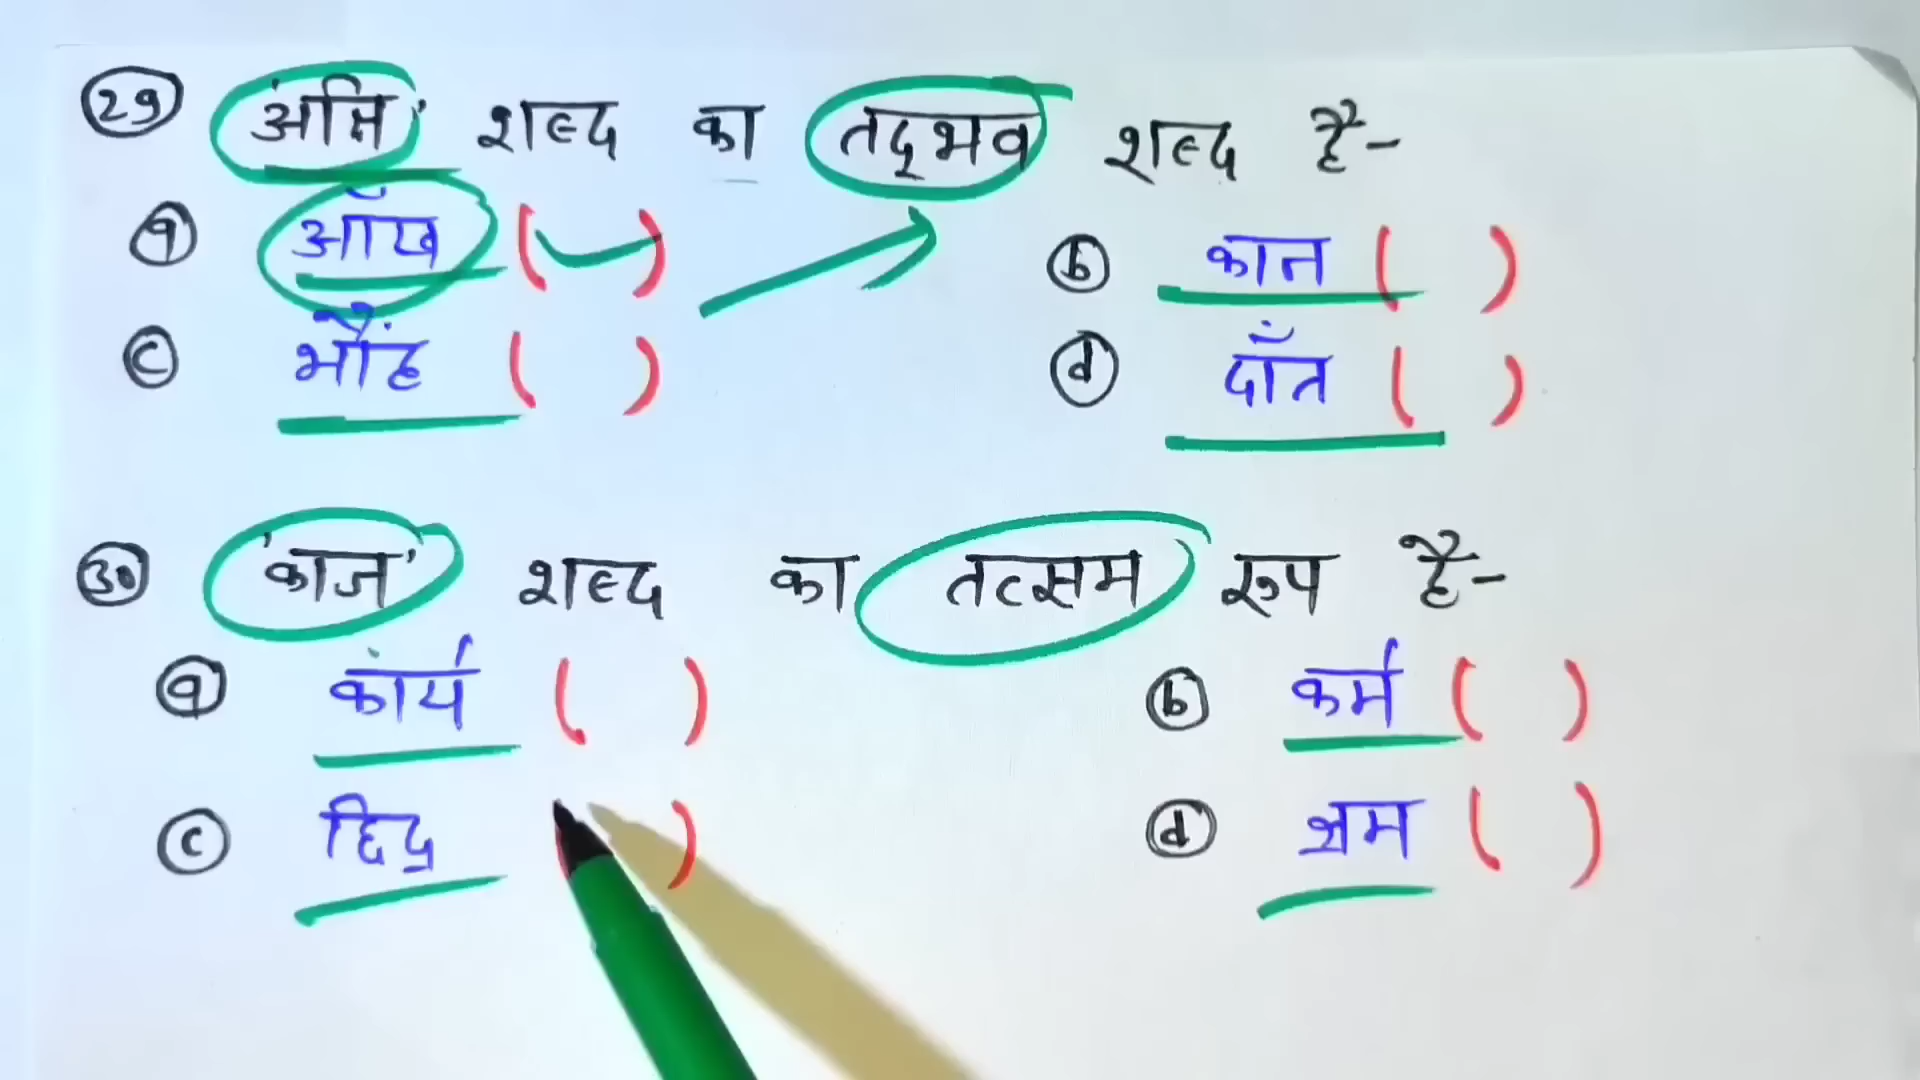 29 'अक्षि' शब्द का तद्भव शब्द है-
a आँख ( ✓ ) b कान ( )
c भौंह ( ) d दाँत ( )
30 'काज' शब्द का तत्सम रूप है-
a कार्य ( ) b कर्म ( )
c छिद्र ( ) d श्रम ( )